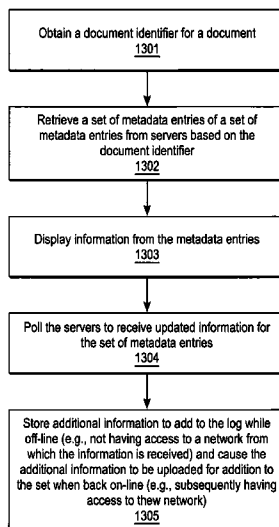 Obtain a document identifier for a document
1301
Retrieve a set of metadata entries of a set of
metadata entries from servers based on the
document identifier
1302
Display information from the metadata entries
1303
Poll the servers to receive updated information for
the set of metadata entries
1304
Store additional information to add to the log while
off-line (e.g., not having access to a network from
which the information is received) and cause the
additional information to be uploaded for addition to
the set when back on-line (e.g., subsequently having
access to thew network)
1305